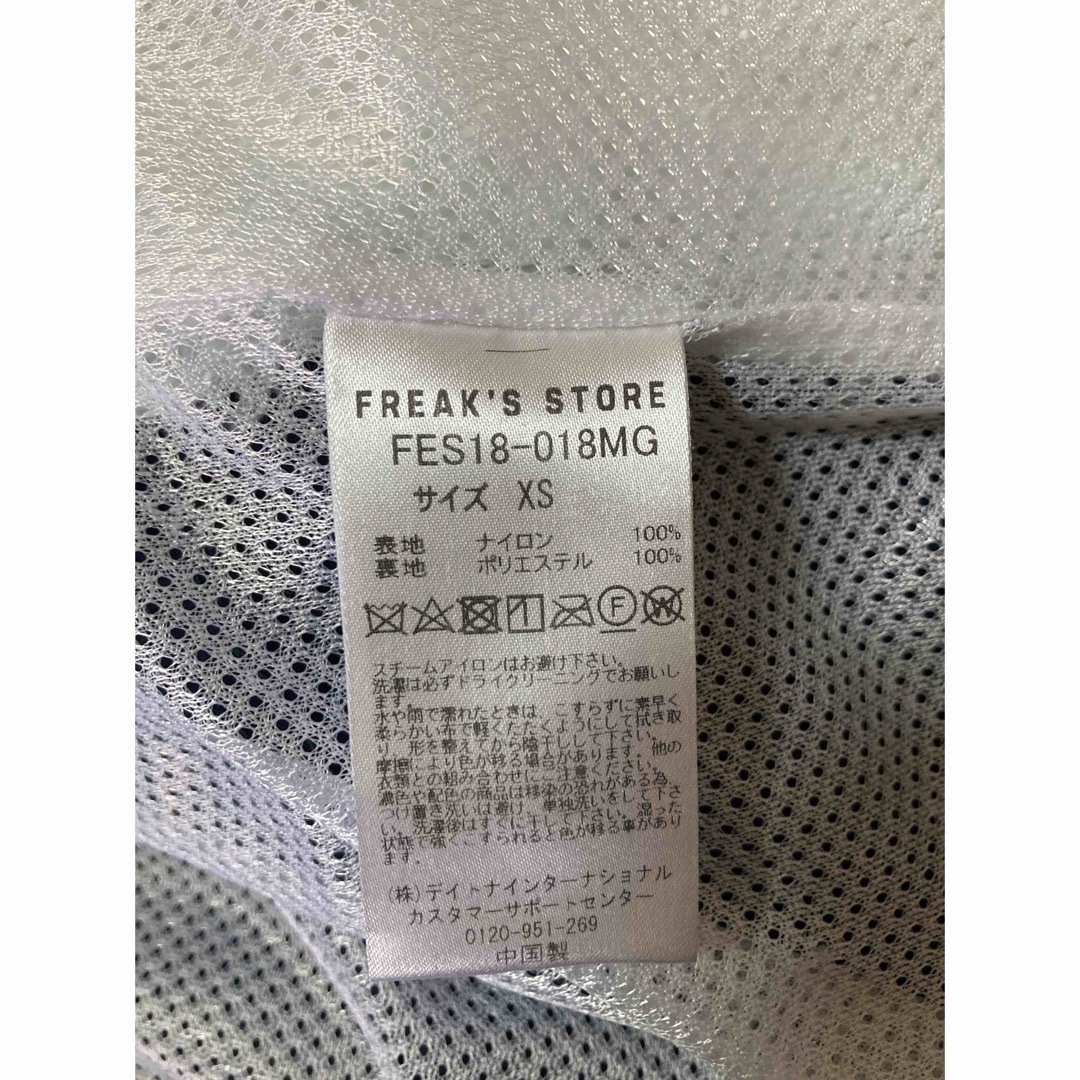 FREAK'S STORE
FES18-018MG
サイズ XS
表地 ナイロン 100%
裏地 ポリエステル 100%
F W
スチームアイロンはお避け下さい。
洗濯は必ずドライクリーニングでお願いし
ます。
水や雨で濡れたときは、こすらずに素早く
柔らかい布で軽くたたくようにして拭き取
り、形を整えてから陰干しして下さい。
摩擦により色が移る場合があります。他の
衣類との組み合わせにご注意ください。
濃色や配色の商品は移染の恐れがある為、
つけ置き洗いは避け、単独洗いをして下さ
い。洗濯後はすぐに干して下さい。湿った
状態で強くこすられると色が移る事があり
ます。
(株)デイトナインターナショナル
カスタマーサポートセンター
0120-951-269
中国製